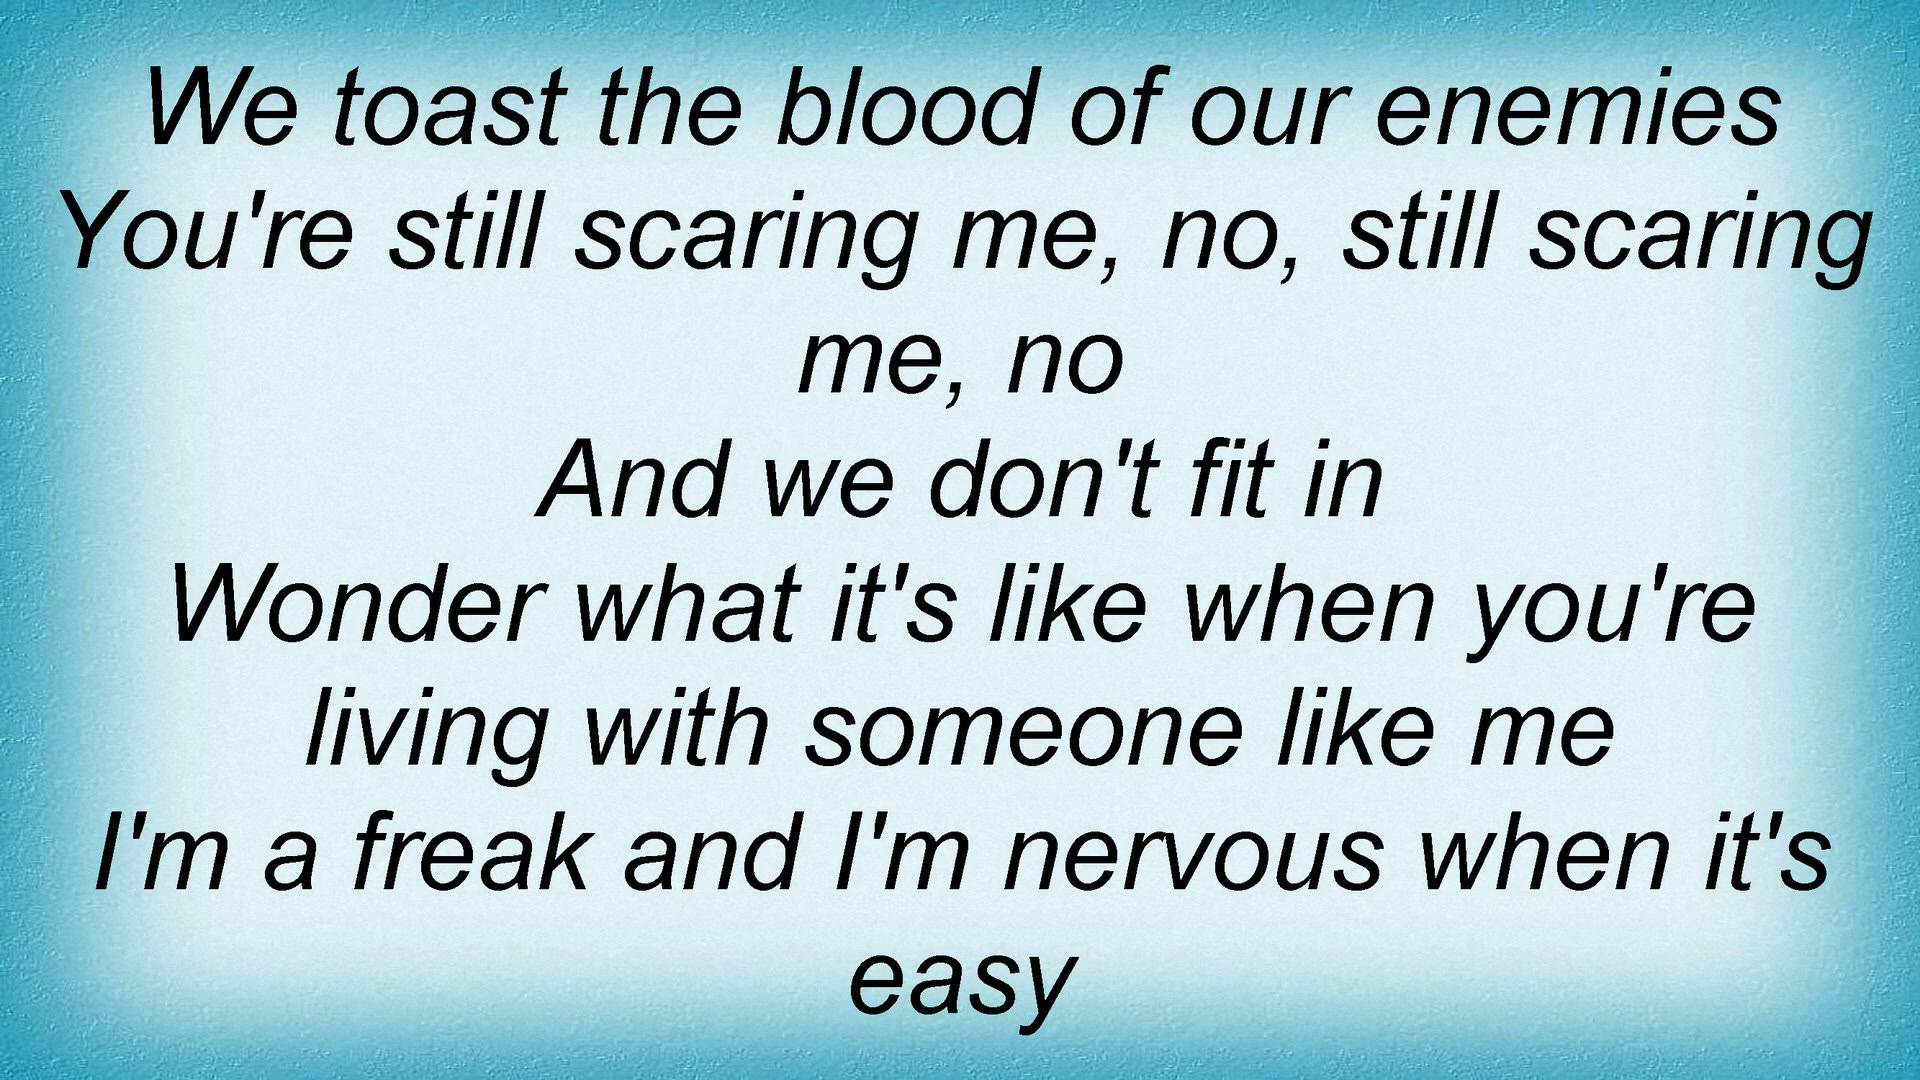 We toast the blood of our enemies
You're still scaring me, no, still scaring
me, no
And we don't fit in
Wonder what it's like when you're
living with someone like me
I'm a freak and I'm nervous when it's
easy